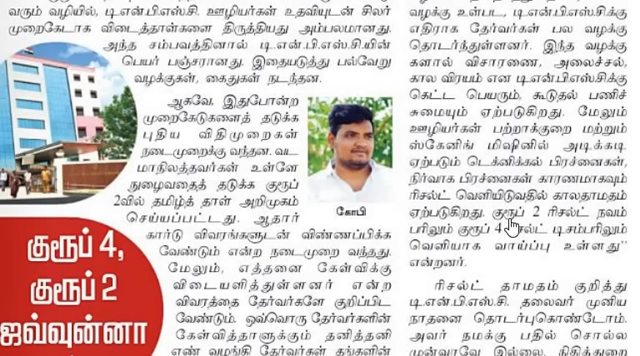 வரும் வழியில், டி.என்.பி.எஸ்.சி. ஊழியர்கள் உதவியுடன் சிலர்
முறைகேடாக விடைத்தாள்களை திருத்தியது அம்பலமானது.
அந்த சம்பவத்தினால் டி.என்.பி.எஸ்.சி.யின்
பெயர் பஞ்சரானது. இதையடுத்து பல்வேறு
வழக்குகள், கைதுகள் நடந்தன.
ஆகவே, இதுபோன்ற
முறைகேடுகளைத் தடுக்க
புதிய விதிமுறைகள்
நடைமுறைக்கு வந்தன. வட
மாநிலத்தவர்கள் உள்ளே
நுழைவதைத் தடுக்க குரூப்
2வில் தமிழ்த் தாள் அறிமுகம்
செய்யப்பட்டது. ஆதார்
கார்டு விவரங்களுடன் விண்ணப்பிக்க
வேண்டும் என்ற நடைமுறை வந்தது.
மேலும், எத்தனை கேள்விக்கு
விடையளித்துள்ளனர் என்ற
விவரத்தை தேர்வர்களே குறிப்பிட
வேண்டும். ஒவ்வொரு தேர்வர்களின்
கேள்வித்தாளுக்கும் தனித்தனி
எண் வழங்கி தேர்வர்கள் தங்களின்
கோபி
குரூப் 4,
குரூப் 2
ஜவ்வுன்னா
வழக்கு உள்பட, டி.என்.பி.எஸ்.சி.க்கு
எதிராக தேர்வர்கள் பல வழக்கு
தொடர்ந்துள்ளனர். இந்த வழக்கு
களால் விசாரணை, அலைச்சல்,
கால விரயம் என டி.என்.பி.எஸ்.சி.க்கு
கெட்ட பெயரும், கூடுதல் பணிச்
சுமையும் ஏற்படுகிறது. மேலும்
ஊழியர்கள் பற்றாக்குறை மற்றும்
ஸ்கேனிங் மிஷினில் அடிக்கடி
ஏற்படும் டெக்னிக்கல் பிரச்னைகள்,
நிர்வாக பிரச்னைகள் காரணமாகவும்
ரிசல்ட் வெளியிடுவதில் காலதாமதம்
ஏற்படுகிறது. குரூப் 2 ரிசல்ட் நவம்
பரிலும் குரூப் 4 ரிசல்ட் டிசம்பரிலும்
வெளியாக வாய்ப்பு உள்ளது”
என்றனர்.
ரிசல்ட் தாமதம் குறித்து
டி.என்.பி.எஸ்.சி. தலைவர் முனிய
நாதனை தொடர்புகொண்டோம்.
அவர் நமக்கு பதில் சொல்ல
முன்வரவே இல்லை.